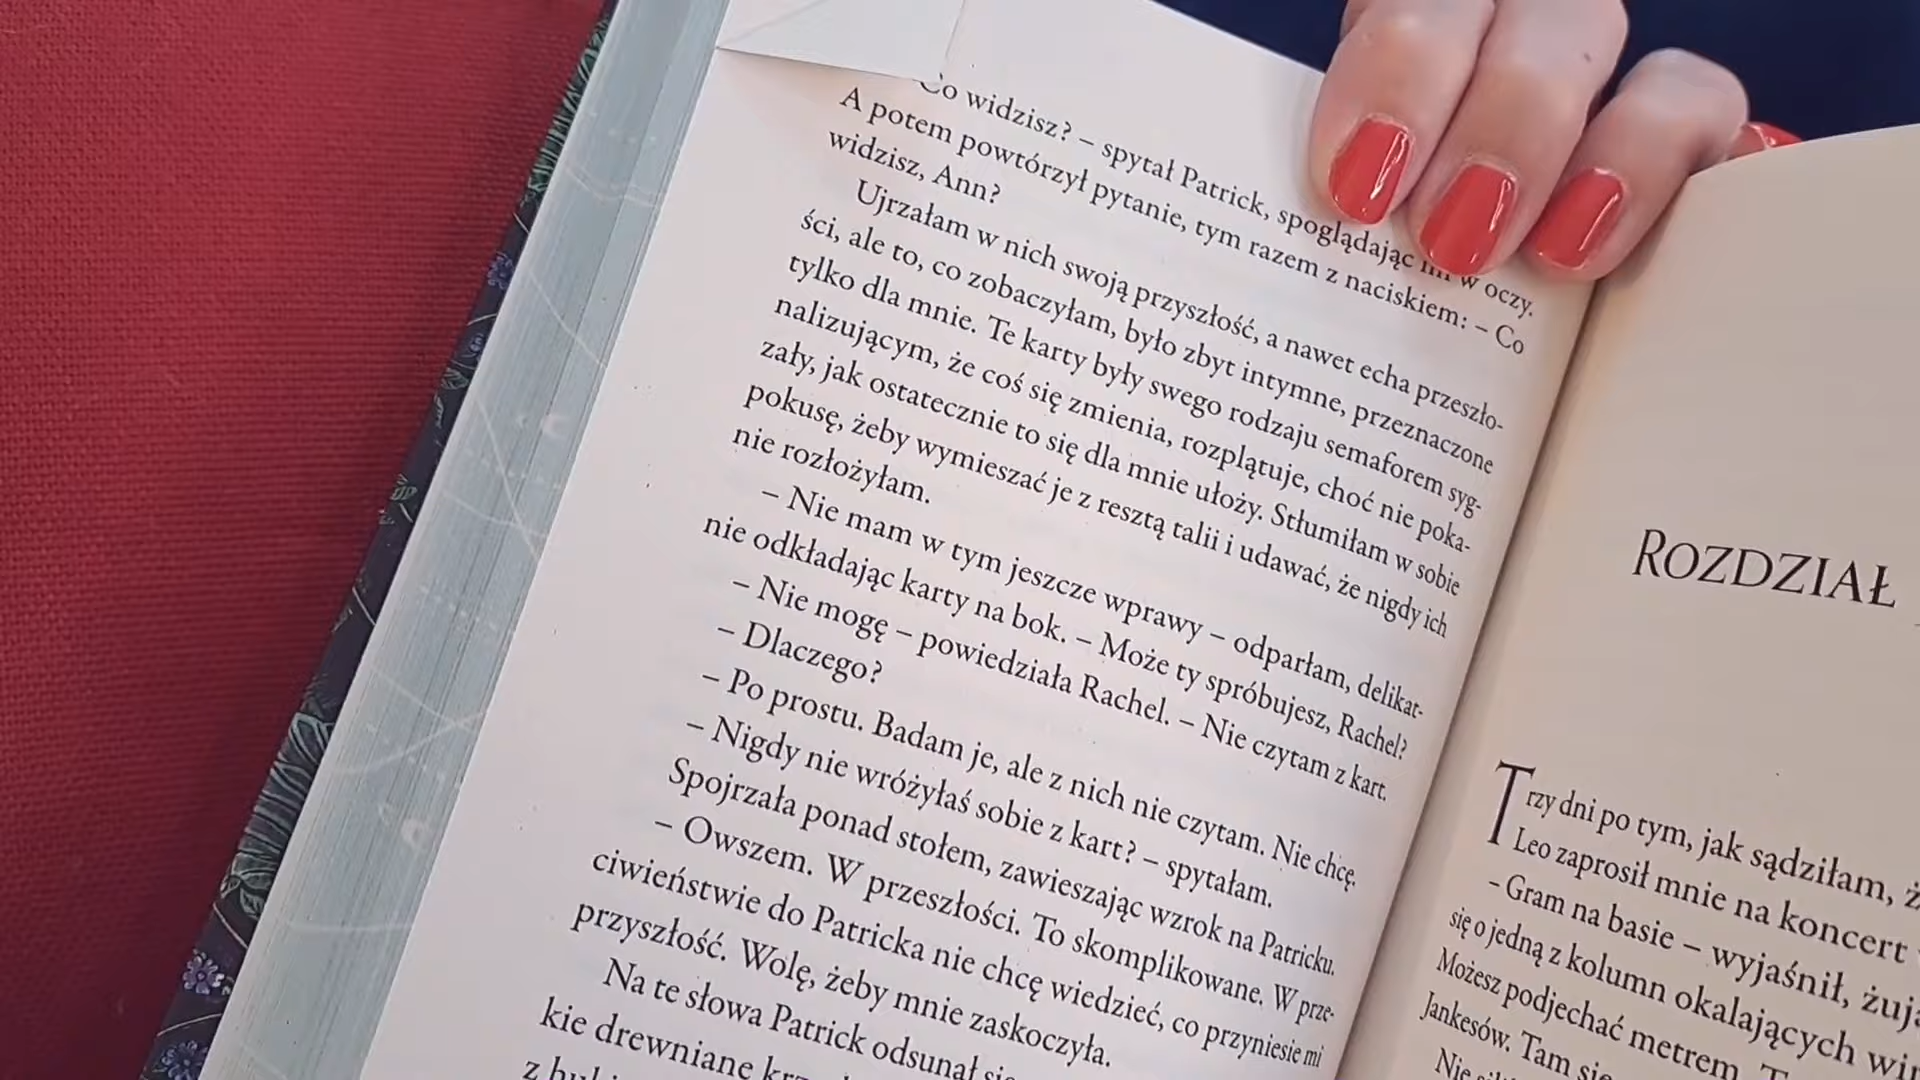 Co widzisz? – spytał Patrick, spoglądając mi w oczy.
A potem powtórzył pytanie, tym razem z naciskiem: – Co
widzisz, Ann?
Ujrzałam w nich swoją przyszłość, a nawet echa przeszło-
ści, ale to, co zobaczyłam, było zbyt intymne, przeznaczone
tylko dla mnie. Te karty były swego rodzaju semaforem syg-
nalizującym, że coś się zmienia, rozplątuje, choć nie poka-
zały, jak ostatecznie to się dla mnie ułoży. Stłumiłam w sobie
pokusę, żeby wymieszać je z resztą talii i udawać, że nigdy ich
nie rozłożyłam.
– Nie mam w tym jeszcze wprawy – odparłam, delikat-
nie odkładając karty na bok. – Może ty spróbujesz, Rachel?
– Nie mogę – powiedziała Rachel. – Nie czytam z kart.
– Dlaczego?
– Po prostu. Badam je, ale z nich nie czytam. Nie chcę.
– Nigdy nie wróżyłaś sobie z kart? – spytałam.
Spojrzała ponad stołem, zawieszając wzrok na Patricku.
– Owszem. W przeszłości. To skomplikowane. W prze-
ciwieństwie do Patricka nie chcę wiedzieć, co przyniesie mi
przyszłość. Wolę, żeby mnie zaskoczyła.
Na te słowa Patrick odsunął się
kie drewniane
ROZDZIAŁ
Trzy dni po tym, jak sądziłam,
Leo zaprosił mnie na koncert
– Gram na basie – wyjaśnił,
się o jedną z kolumn okalających
Możesz podjechać metrem.
Jankesów. Tam
Nie